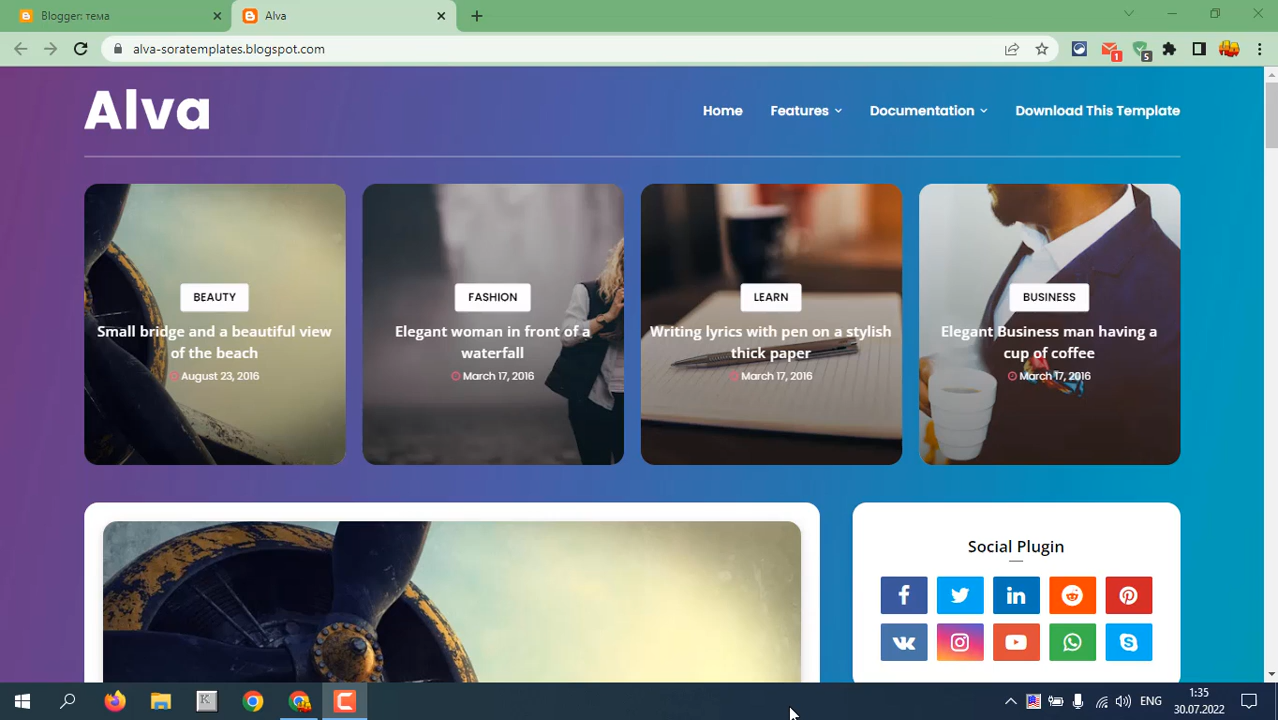 Blogger: тема
Alva
alva-soratemplates.blogspot.com
1
5
Alva
Home
Features
Documentation
Download This Template
BEAUTY
Small bridge and a beautiful view
of the beach
August 23, 2016
FASHION
Elegant woman in front of a
waterfall
March 17, 2016
LEARN
Writing lyrics with pen on a stylish
thick paper
March 17, 2016
BUSINESS
Elegant Business man having a
cup of coffee
March 17, 2016
Social Plugin
ENG
1:35
30.07.2022